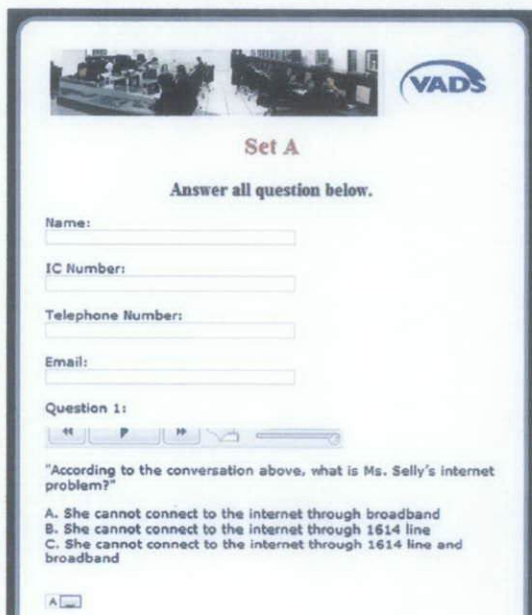 VADS
Set A
Answer all question below.
Name:
IC Number:
Telephone Number:
Email:
Question 1:
"According to the conversation above, what is Ms. Selly's internet
problem?"
A. She cannot connect to the internet through broadband
B. She cannot connect to the internet through 1614 line
C. She cannot connect to the internet through 1614 line and
broadband
A